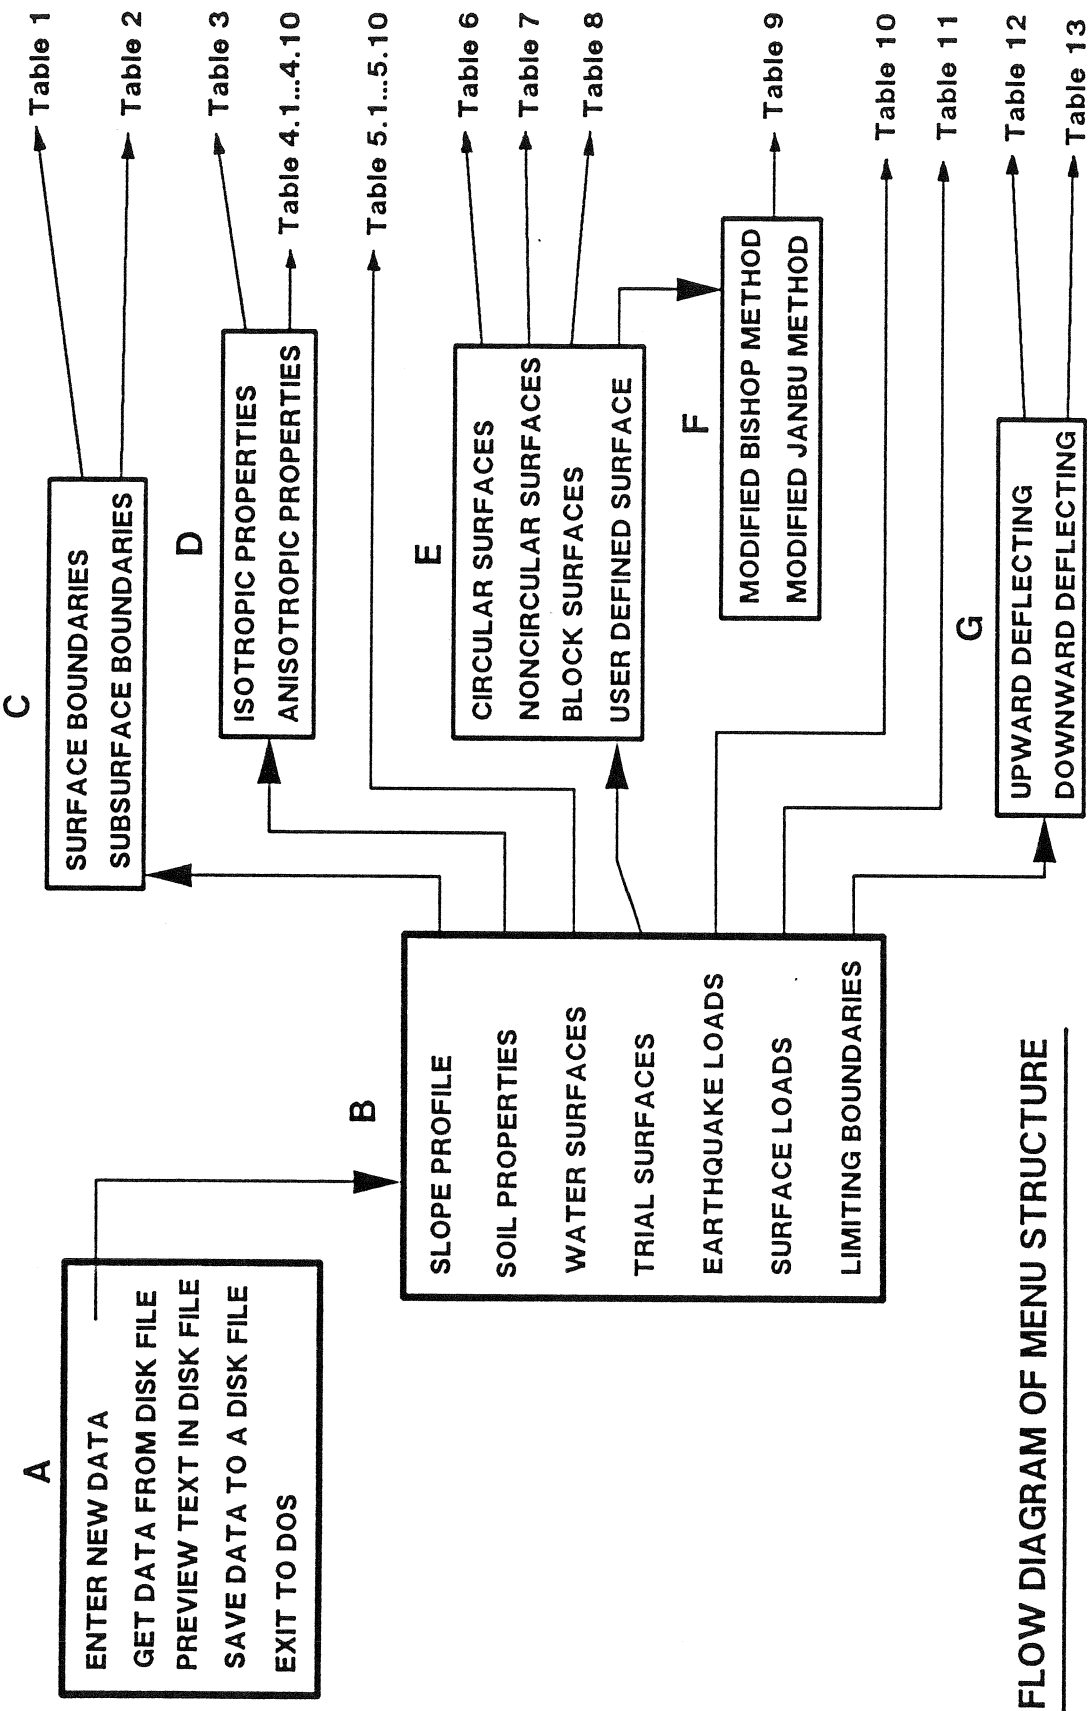 A
ENTER NEW DATA
GET DATA FROM DISK FILE
PREVIEW TEXT IN DISK FILE
SAVE DATA TO A DISK FILE
EXIT TO DOS
B
SLOPE PROFILE
SOIL PROPERTIES
WATER SURFACES
TRIAL SURFACES
EARTHQUAKE LOADS
SURFACE LOADS
LIMITING BOUNDARIES
C
SURFACE BOUNDARIES
SUBSURFACE BOUNDARIES
D
ISOTROPIC PROPERTIES
ANISOTROPIC PROPERTIES
E
CIRCULAR SURFACES
NONCIRCULAR SURFACES
BLOCK SURFACES
USER DEFINED SURFACE
F
MODIFIED BISHOP METHOD
MODIFIED JANBU METHOD
G
UPWARD DEFLECTING
DOWNWARD DEFLECTING
Table 1
Table 2
Table 3
Table 4.1...4.10
Table 5.1...5.10
Table 6
Table 7
Table 8
Table 9
Table 10
Table 11
Table 12
Table 13
FLOW DIAGRAM OF MENU STRUCTURE